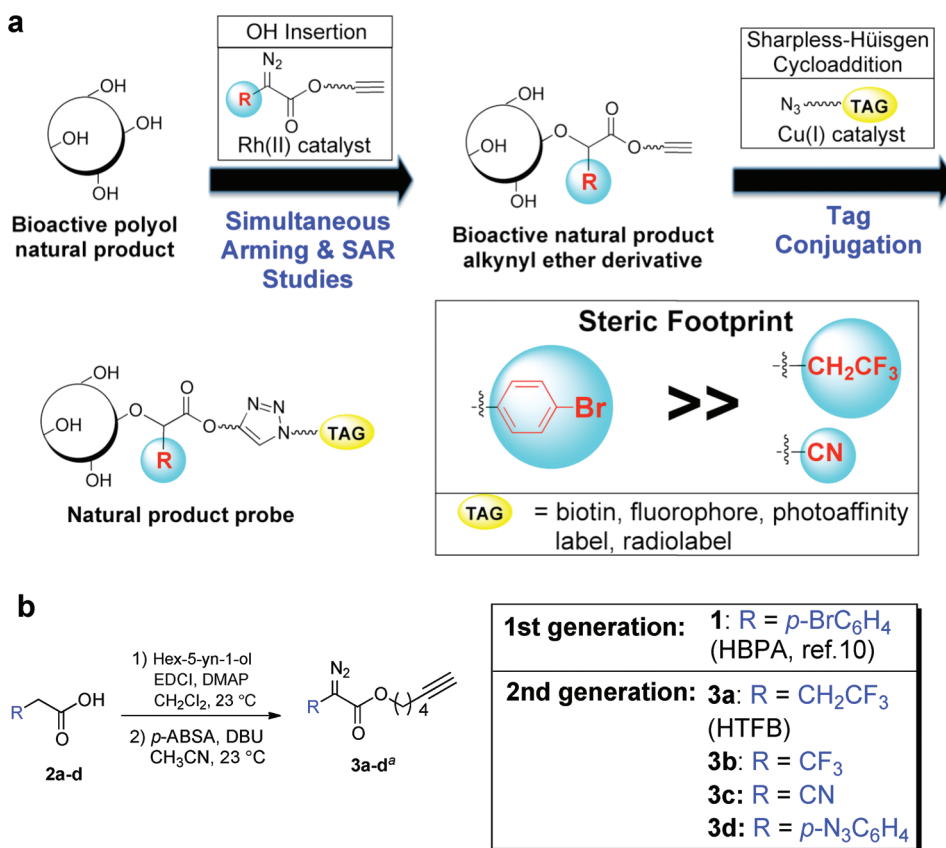 a
OH Insertion
N2
R
O
O
Rh(II) catalyst
Simultaneous
Arming & SAR
Studies
OH
OH
HO
OH
Bioactive polyol
natural product
OH
HO
OH
O
O
O
R
Bioactive natural product
alkynyl ether derivative
Sharpless-Hüisgen
Cycloaddition
N3
TAG
Cu(I) catalyst
Tag
Conjugation
OH
HO
OH
O
O
O
R
N
N
N
TAG
Natural product probe
Steric Footprint
Br
>>
CH2CF3
CN
TAG = biotin, fluorophore, photoaffinity
label, radiolabel
b
R
OH
O
2a-d
1) Hex-5-yn-1-ol
EDCI, DMAP
CH2Cl2, 23 °C
2) p-ABSA, DBU
CH3CN, 23 °C
N2
R
O
O
4
3a-dᵃ
1st generation: 1: R = p-BrC6H4
(HBPA, ref.10)
2nd generation: 3a: R = CH2CF3
(HTFB)
3b: R = CF3
3c: R = CN
3d: R = p-N3C6H4